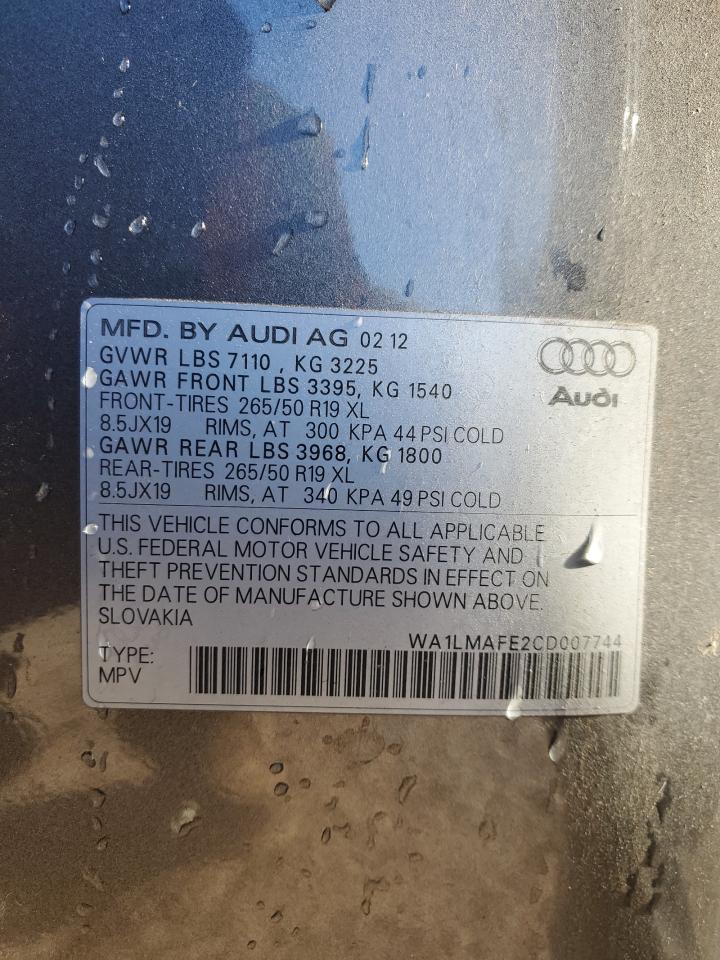 MFD. BY AUDI AG 02 12
GVWR LBS 7110 , KG 3225
GAWR FRONT LBS 3395, KG 1540
FRONT-TIRES 265/50 R19 XL
8.5JX19 RIMS, AT 300 KPA 44 PSI COLD
GAWR REAR LBS 3968, KG 1800
REAR-TIRES 265/50 R19 XL
8.5JX19 RIMS, AT 340 KPA 49 PSI COLD
Audi
THIS VEHICLE CONFORMS TO ALL APPLICABLE
U.S. FEDERAL MOTOR VEHICLE SAFETY AND
THEFT PREVENTION STANDARDS IN EFFECT ON
THE DATE OF MANUFACTURE SHOWN ABOVE.
SLOVAKIA
WA1LMAFE2CD007744
TYPE:
MPV